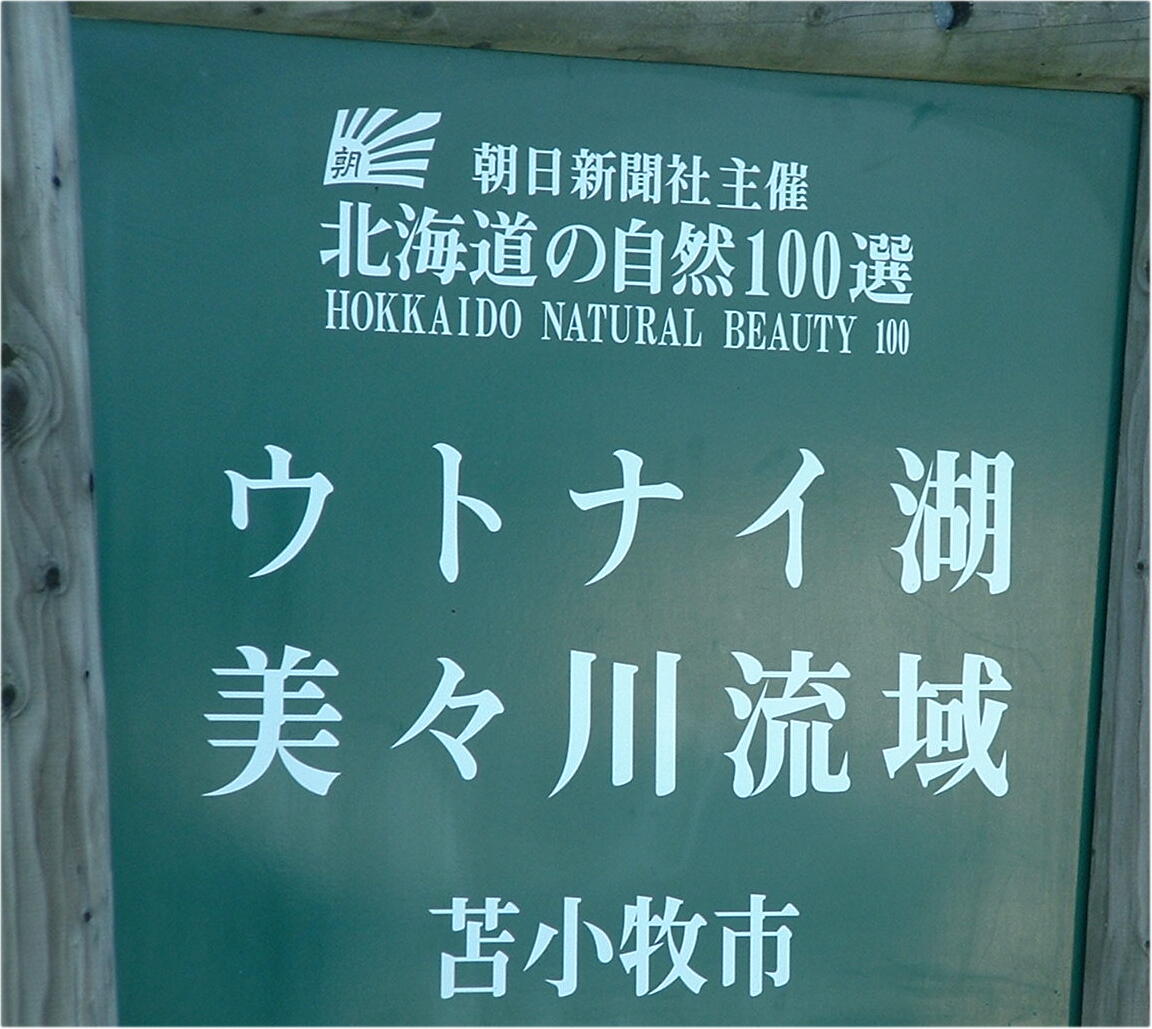 朝
朝日新聞社主催
北海道の自然100選
HOKKAIDO NATURAL BEAUTY 100
ウトナイ湖
美々川流域
苫小牧市